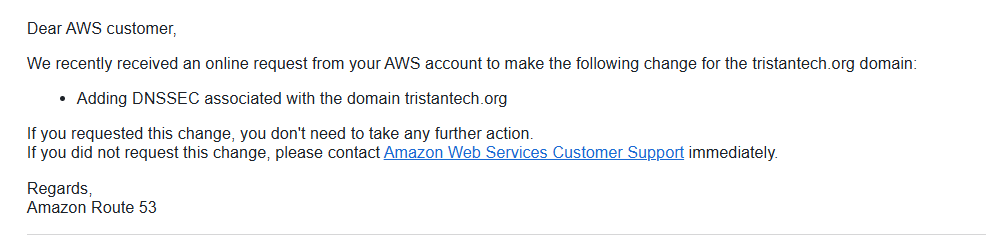 Dear AWS customer,
We recently received an online request from your AWS account to make the following change for the tristantech.org domain:
• Adding DNSSEC associated with the domain tristantech.org
If you requested this change, you don't need to take any further action.
If you did not request this change, please contact Amazon Web Services Customer Support immediately.
Regards,
Amazon Route 53